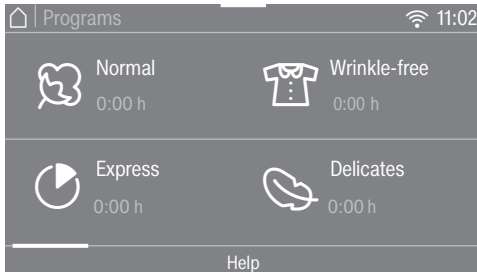 Programs 11:02
Normal
0:00 h
Wrinkle-free
0:00 h
Express
0:00 h
Delicates
0:00 h
Help